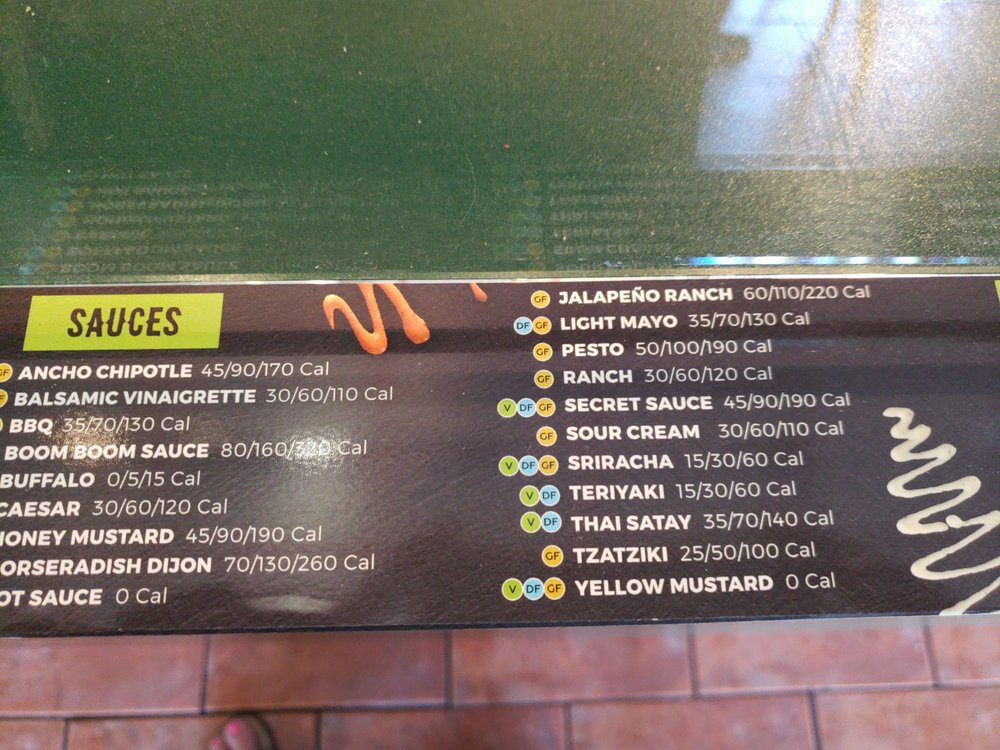 SAUCES
GF ANCHO CHIPOTLE 45/90/170 Cal
BALSAMIC VINAIGRETTE 30/60/110 Cal
BBQ 35/70/130 Cal
BOOM BOOM SAUCE 80/160/320 Cal
BUFFALO 0/5/15 Cal
CAESAR 30/60/120 Cal
HONEY MUSTARD 45/90/190 Cal
ORSERADISH DIJON 70/130/260 Cal
OT SAUCE 0 Cal
GF JALAPEÑO RANCH 60/110/220 Cal
DF GF LIGHT MAYO 35/70/130 Cal
GF PESTO 50/100/190 Cal
GF RANCH 30/60/120 Cal
V DF GF SECRET SAUCE 45/90/190 Cal
GF SOUR CREAM 30/60/110 Cal
V DF GF SRIRACHA 15/30/60 Cal
V DF TERIYAKI 15/30/60 Cal
V DF THAI SATAY 35/70/140 Cal
GF TZATZIKI 25/50/100 Cal
V DF GF YELLOW MUSTARD 0 Cal